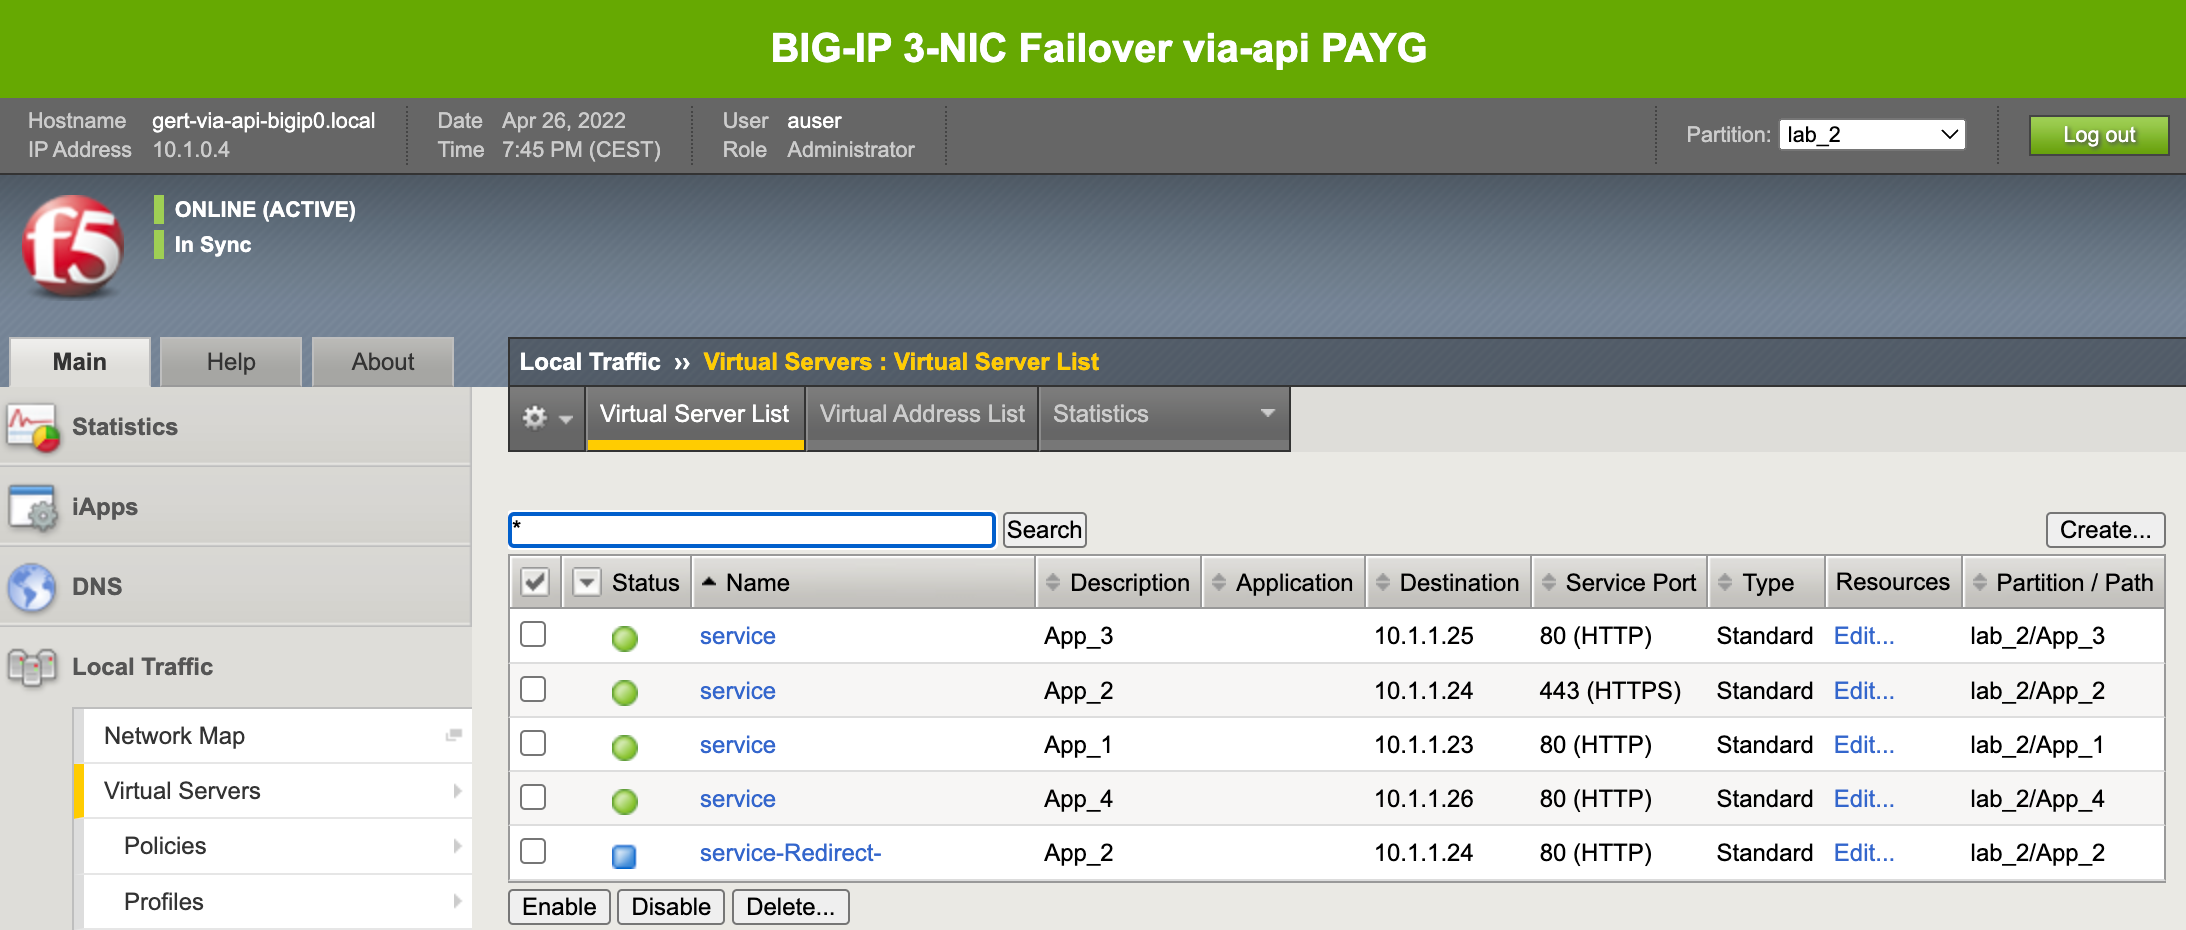 BIG-IP 3-NIC Failover via-api PAYG
Hostname gert-via-api-bigip0.local Date Apr 26, 2022 User auser
IP Address 10.1.0.4 Time 7:45 PM (CEST) Role Administrator
Partition: lab_2 Log out
f5
ONLINE (ACTIVE)
In Sync
Main Help About
Local Traffic ›› Virtual Servers : Virtual Server List
Virtual Server List Virtual Address List Statistics
Statistics
iApps
DNS
Local Traffic
Network Map
Virtual Servers
Policies
Profiles
* Search Create...
Status Name Description Application Destination Service Port Type Resources Partition / Path
service App_3 10.1.1.25 80 (HTTP) Standard Edit... lab_2/App_3
service App_2 10.1.1.24 443 (HTTPS) Standard Edit... lab_2/App_2
service App_1 10.1.1.23 80 (HTTP) Standard Edit... lab_2/App_1
service App_4 10.1.1.26 80 (HTTP) Standard Edit... lab_2/App_4
service-Redirect- App_2 10.1.1.24 80 (HTTP) Standard Edit... lab_2/App_2
Enable Disable Delete...